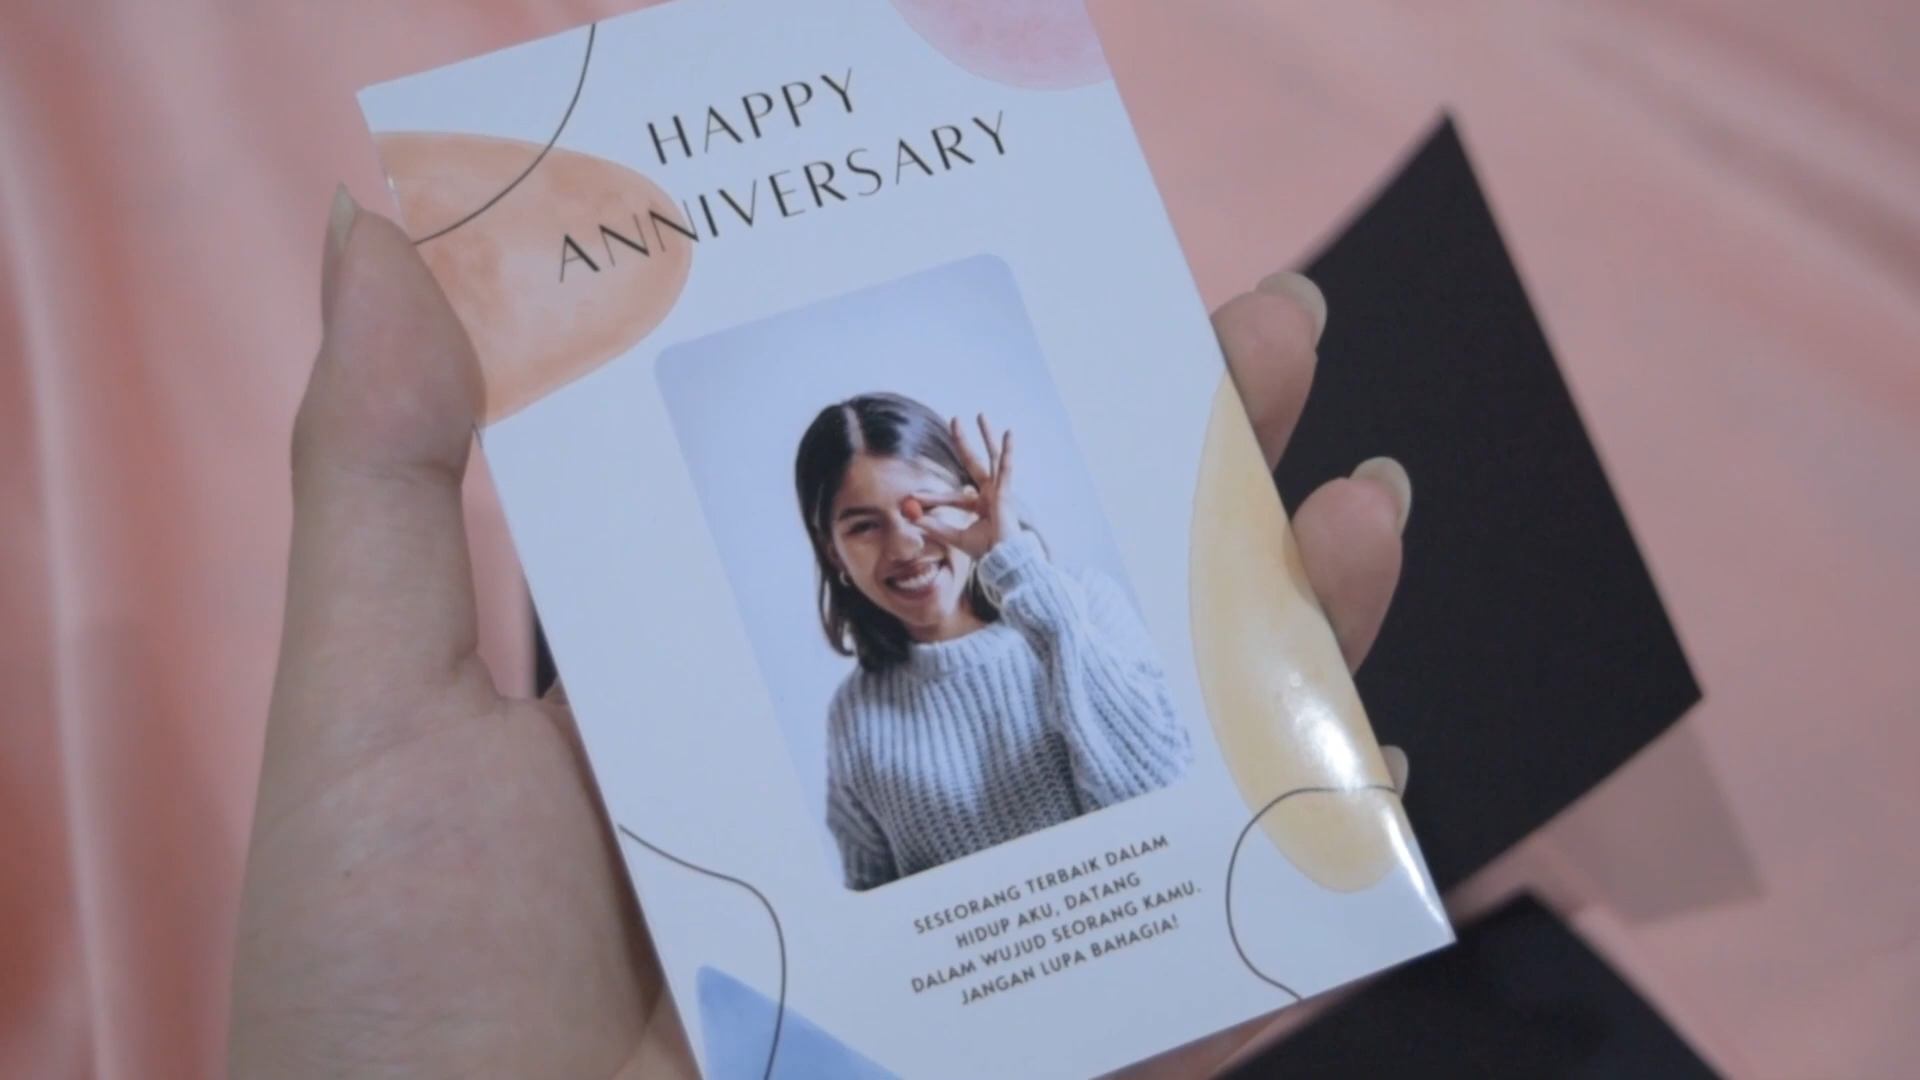 HAPPY
ANNIVERSARY
SESEORANG TERBAIK DALAM
HIDUP AKU, DATANG
DALAM WUJUD SEORANG KAMU.
JANGAN LUPA BAHAGIA!